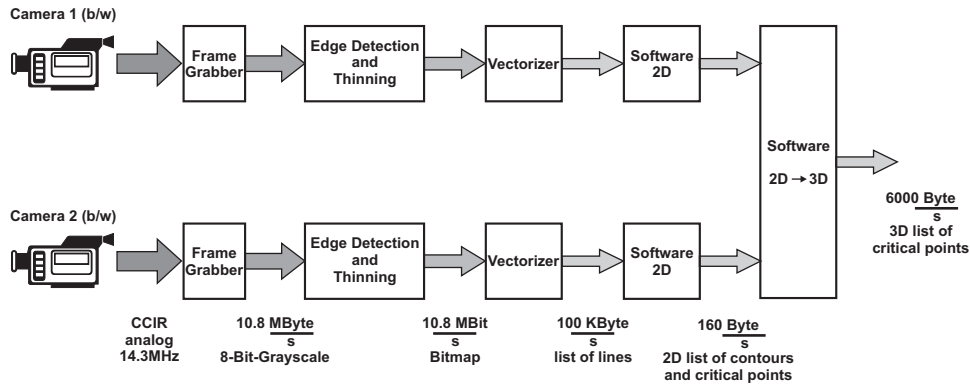 Camera 1 (b/w)
Frame
Grabber
Edge Detection
and
Thinning
Vectorizer
Software
2D
Software
2D → 3D
6000 Byte
s
3D list of
critical points
Camera 2 (b/w)
Frame
Grabber
Edge Detection
and
Thinning
Vectorizer
Software
2D
CCIR
analog
14.3MHz
10.8 MByte
s
8-Bit-Grayscale
10.8 MBit
s
Bitmap
100 KByte
s
list of lines
160 Byte
s
2D list of contours
and critical points